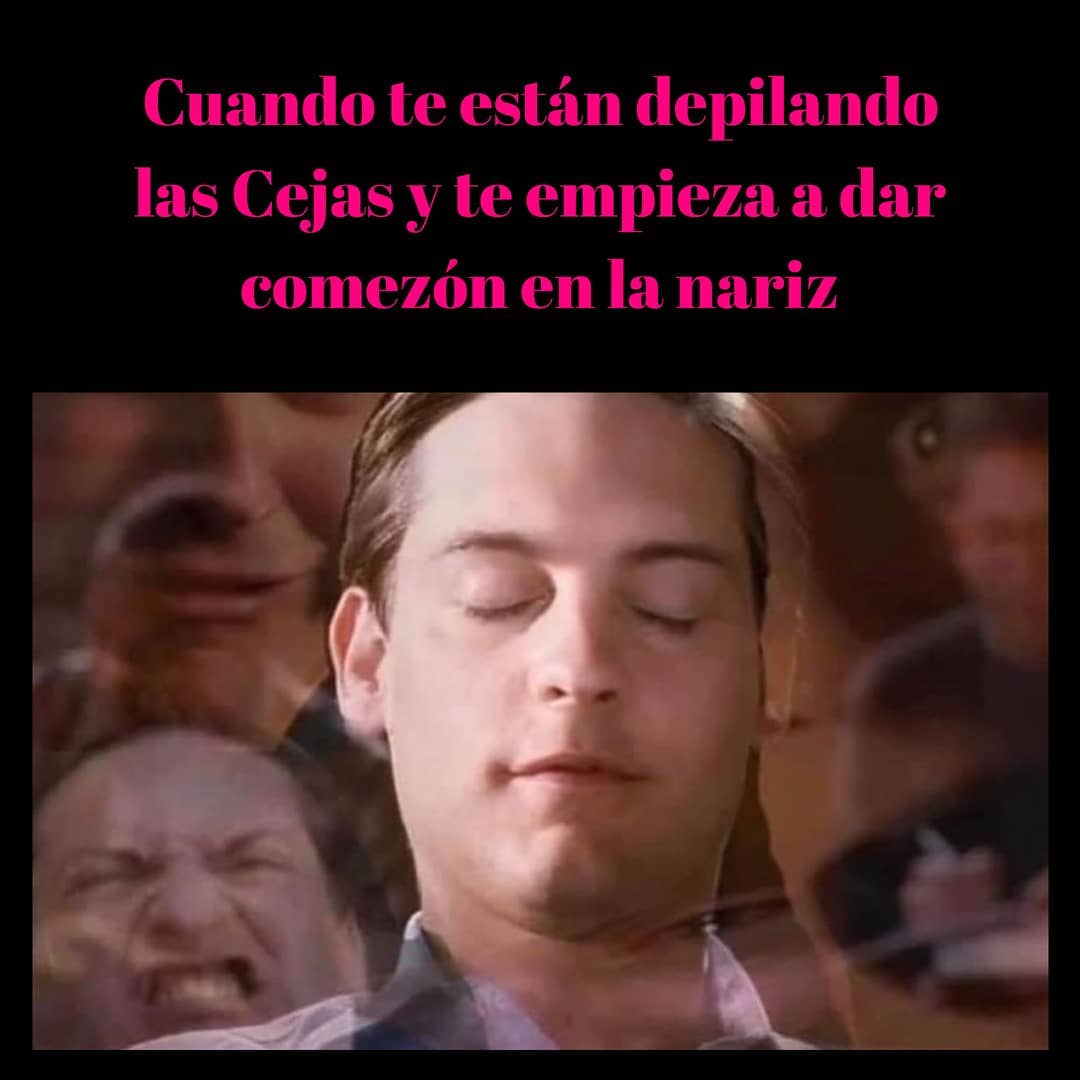 Cuando te están depilando
las Cejas y te empieza a dar
comezón en la nariz